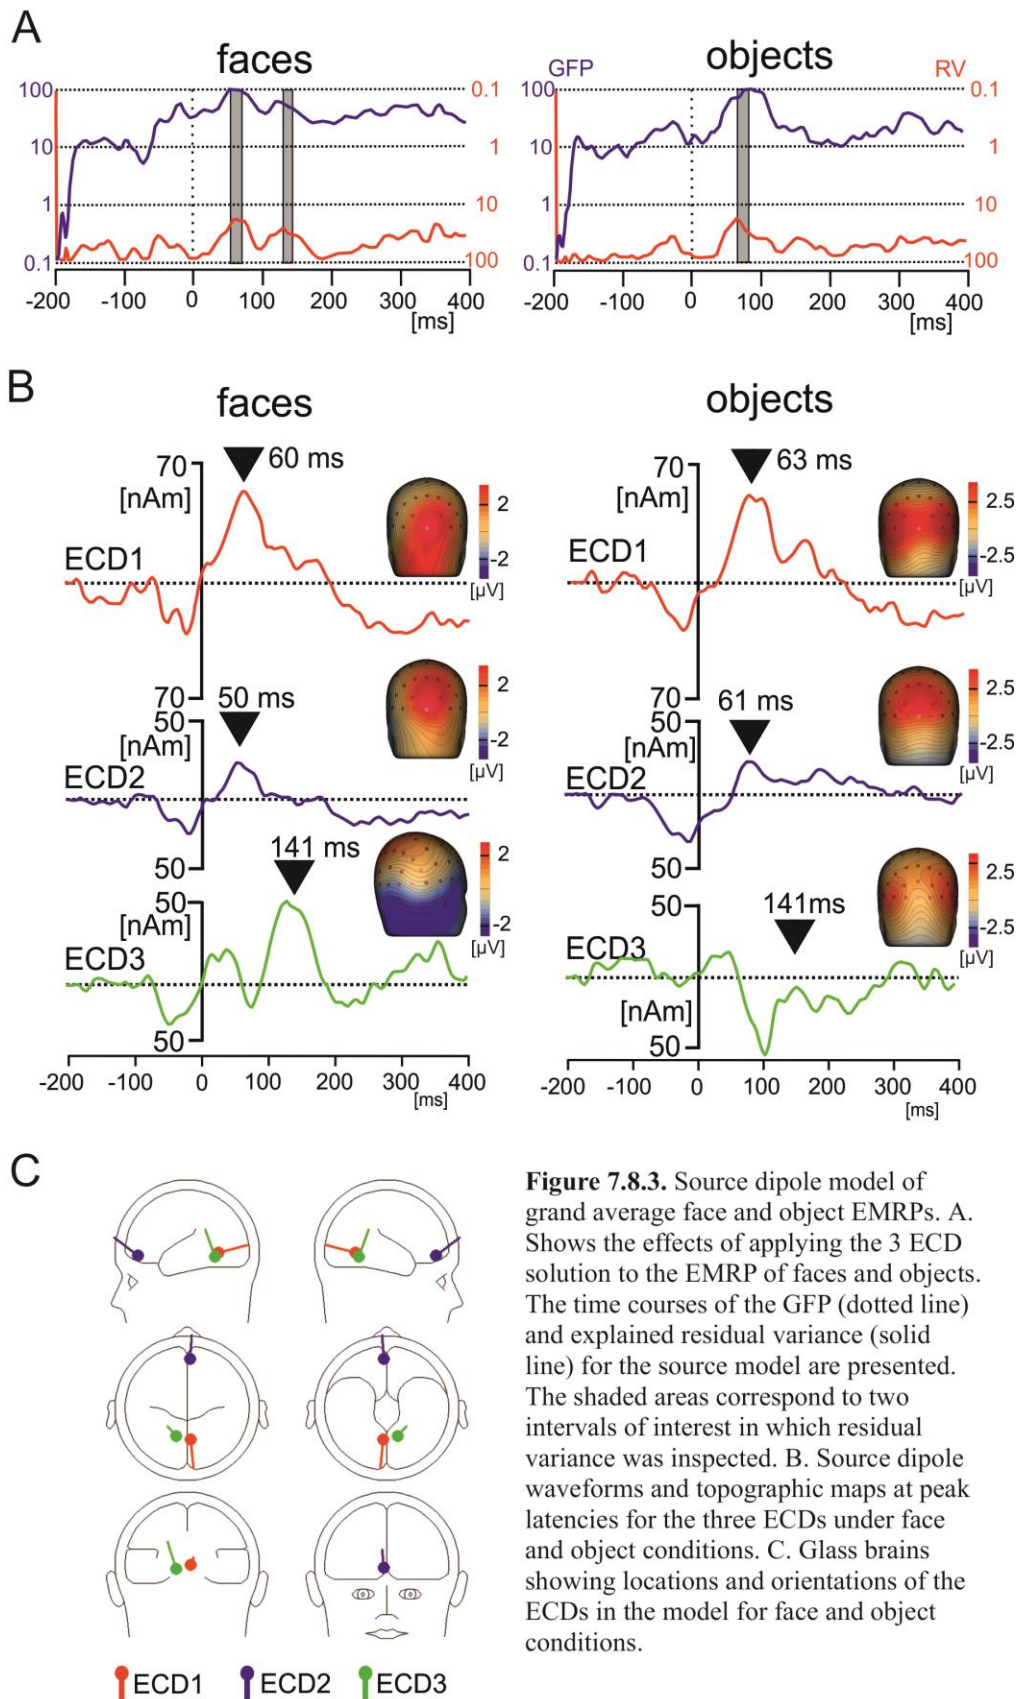 A
faces
objects
GFP
RV
100
10
1
0.1
0.1
1
10
100
100
10
1
0.1
0.1
1
10
100
-200 -100 0 100 200 300 400
[ms]
-200 -100 0 100 200 300 400
[ms]
B
faces
objects
70
[nAm]
60 ms
ECD1
2
-2
[µV]
70
70
[nAm]
63 ms
ECD1
2.5
-2.5
[µV]
70
50
[nAm]
50 ms
ECD2
2
-2
[µV]
50
50
[nAm]
61 ms
ECD2
2.5
-2.5
[µV]
50
50
[nAm]
141 ms
ECD3
2
-2
[µV]
50
50
141ms
ECD3
[nAm]
2.5
-2.5
[µV]
50
-200 -100 0 100 200 300 400
[ms]
-200 -100 0 100 200 300 400
[ms]
C
Figure 7.8.3. Source dipole model of
grand average face and object EMRPs. A.
Shows the effects of applying the 3 ECD
solution to the EMRP of faces and objects.
The time courses of the GFP (dotted line)
and explained residual variance (solid
line) for the source model are presented.
The shaded areas correspond to two
intervals of interest in which residual
variance was inspected. B. Source dipole
waveforms and topographic maps at peak
latencies for the three ECDs under face
and object conditions. C. Glass brains
showing locations and orientations of the
ECDs in the model for face and object
conditions.
ECD1 ECD2 ECD3